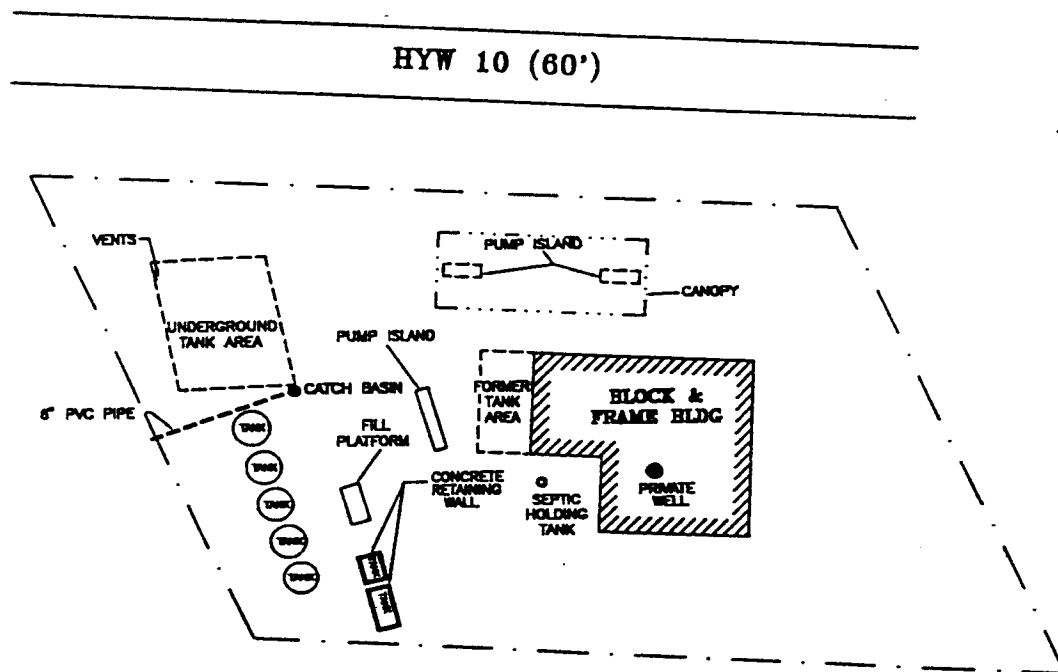 HYW 10 (60')
VENTS
PUMP ISLAND
CANOPY
UNDERGROUND
TANK AREA
PUMP ISLAND
FORMER
TANK
AREA
BLOCK &
FRAME BLDG
CATCH BASIN
8" PVC PIPE
TANK
FILL
PLATFORM
TANK
CONCRETE
RETAINING
WALL
PRIVATE
WELL
SEPTIC
HOLDING
TANK
TANK
TANK
TANK
TANK
TANK